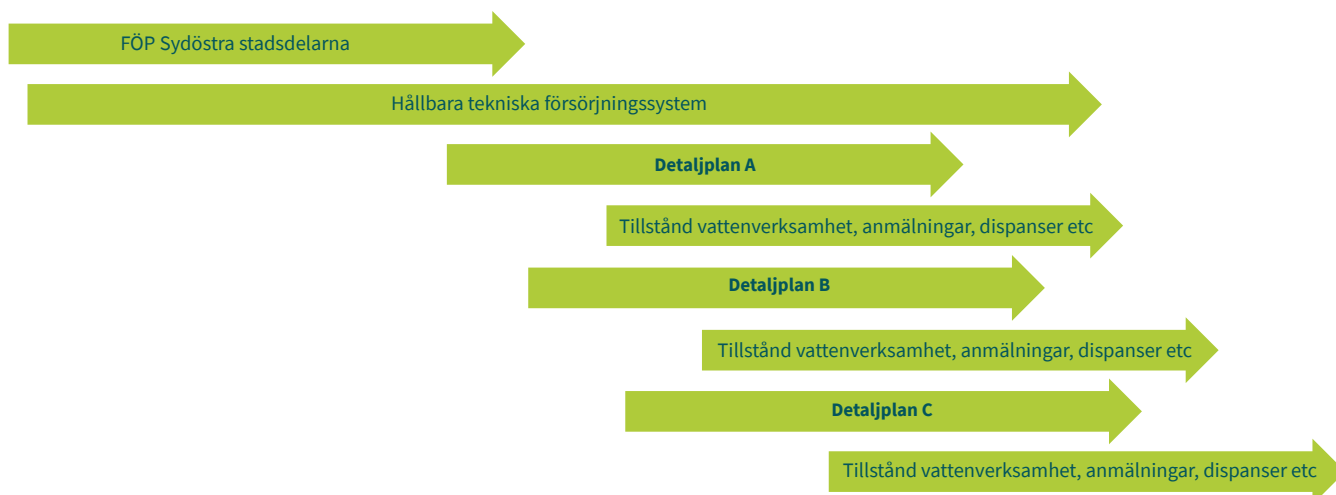 FÖP Sydöstra stadsdelarna
Hållbara tekniska försörjningssystem
Detaljplan A
Tillstånd vattenverksamhet, anmälningar, dispanser etc
Detaljplan B
Tillstånd vattenverksamhet, anmälningar, dispanser etc
Detaljplan C
Tillstånd vattenverksamhet, anmälningar, dispanser etc